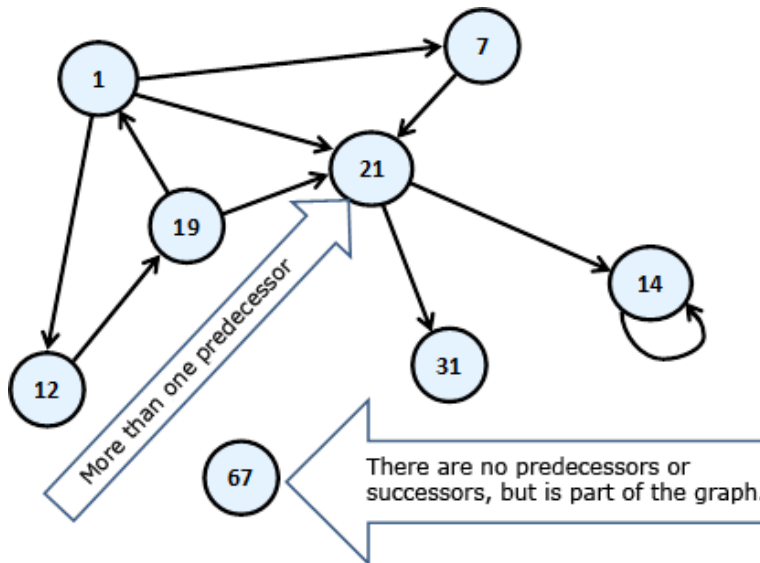 7
1
21
19
14
31
12
More than one predecessor
67
There are no predecessors or
successors, but is part of the graph.